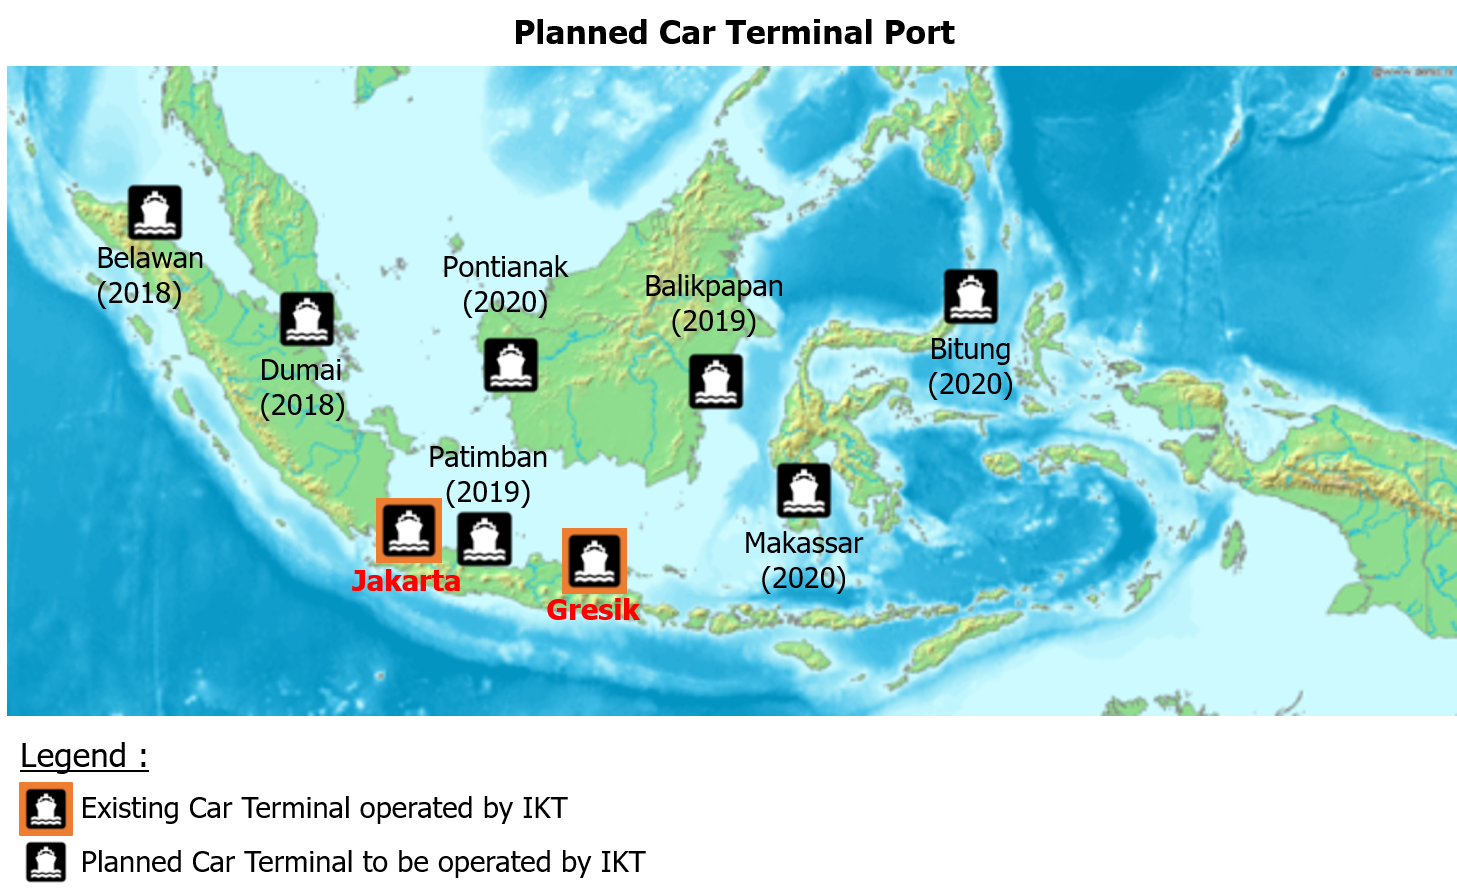 Planned Car Terminal Port
Belawan
(2018)
Dumai
(2018)
Pontianak
(2020)
Balikpapan
(2019)
Bitung
(2020)
Patimban
(2019)
Makassar
(2020)
Jakarta
Gresik
Legend :
Existing Car Terminal operated by IKT
Planned Car Terminal to be operated by IKT